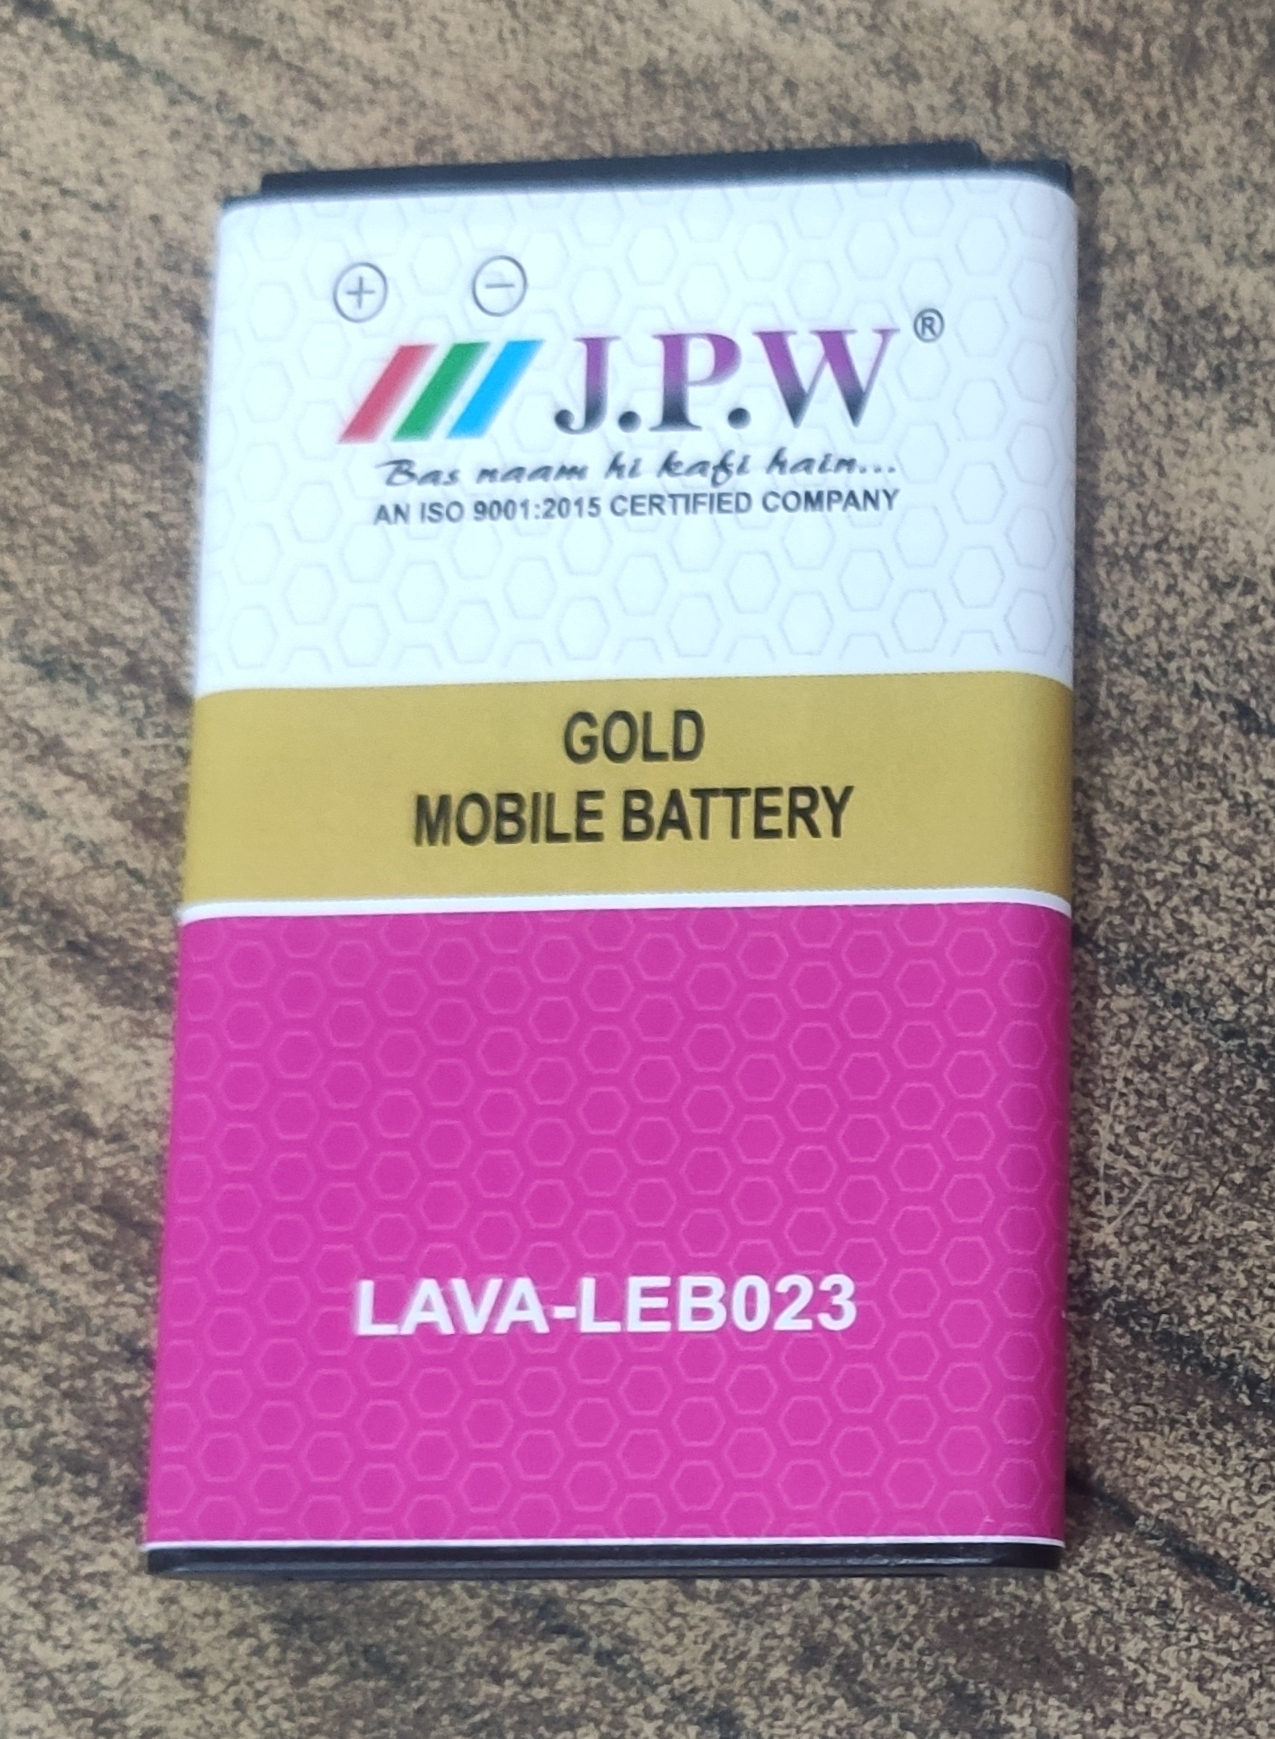 ⊕ ⊖
J.P.W®
Bas naam hi kafi hain...
AN ISO 9001:2015 CERTIFIED COMPANY
GOLD
MOBILE BATTERY
LAVA-LEB023